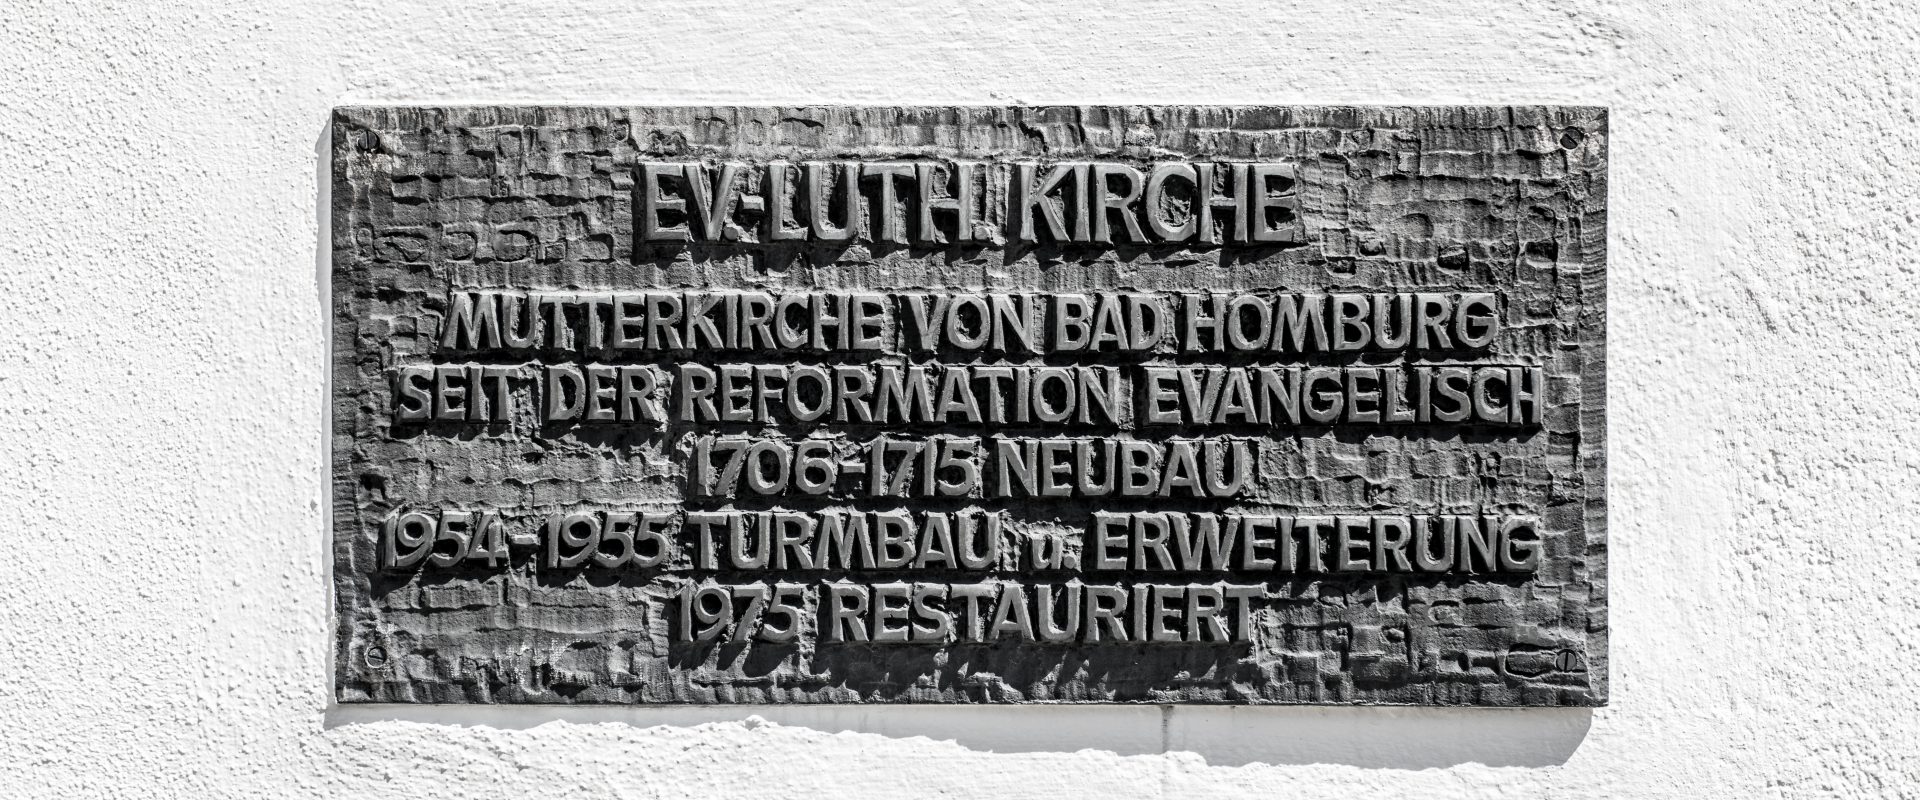 EV.-LUTH. KIRCHE
MUTTERKIRCHE VON BAD HOMBURG
SEIT DER REFORMATION EVANGELISCH
1706-1715 NEUBAU
1954-1955 TURMBAU u. ERWEITERUNG
1975 RESTAURIERT